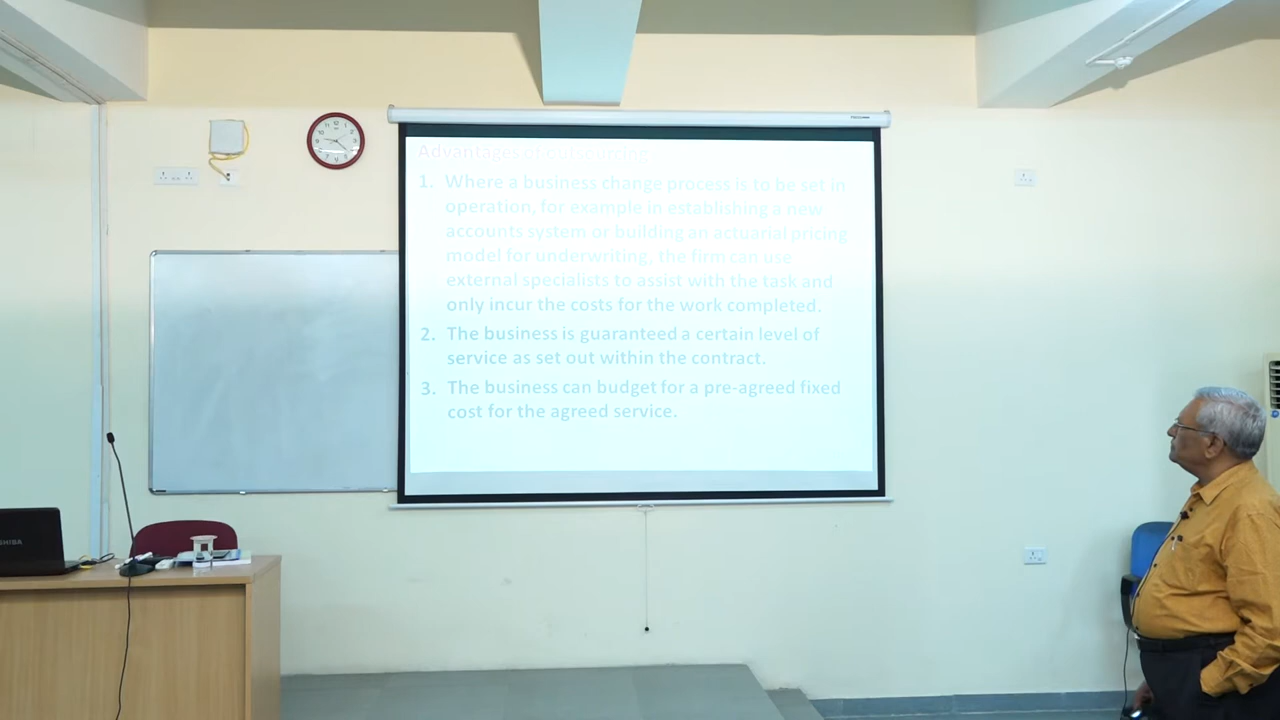 Advantages of outsourcing
1. Where a business change process is to be set in
operation, for example in establishing a new
accounts system or building an actuarial pricing
model for underwriting, the firm can use
external specialists to assist with the task and
only incur the costs for the work completed.
2. The business is guaranteed a certain level of
service as set out within the contract.
3. The business can budget for a pre-agreed fixed
cost for the agreed service.
SHIBA